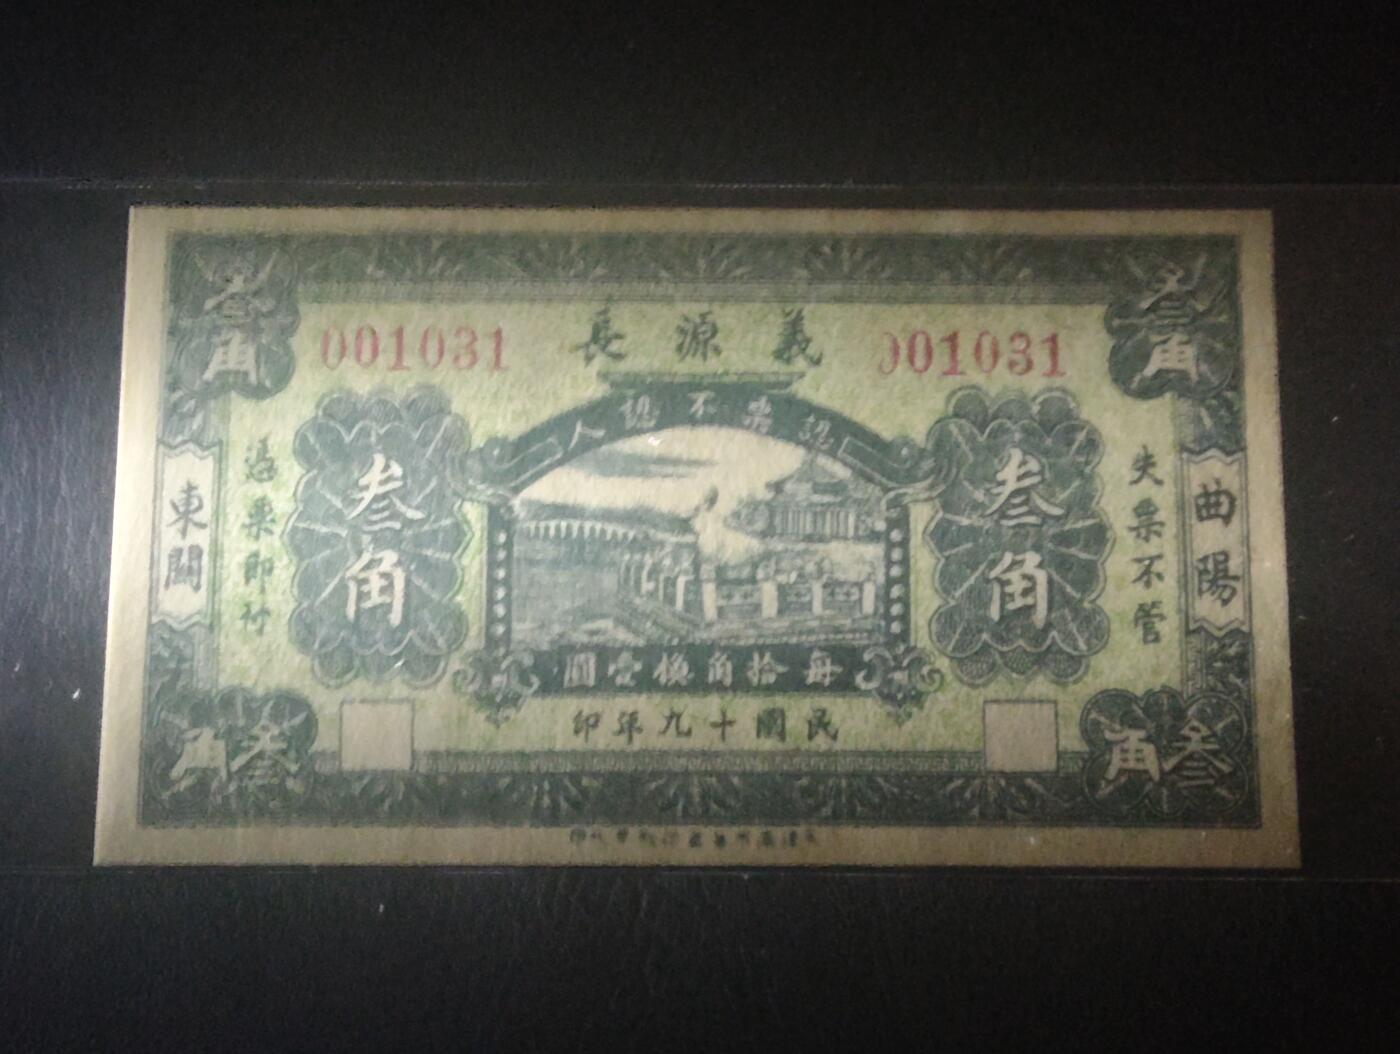 叁角
叁角
001031
義源長
001031
認票不認人
曲陽
失票不管
叁角
叁角
憑票即付
東關
每拾角換壹圓
民國十九年印
叁角
叁角